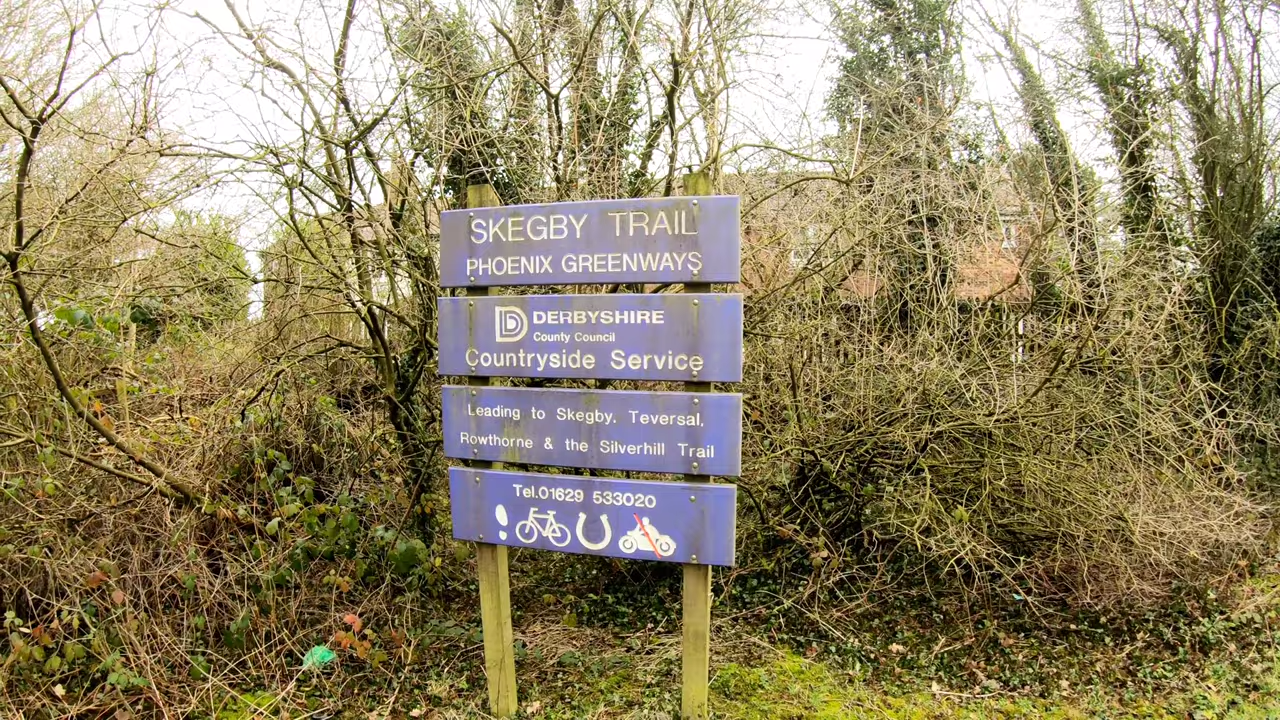 SKEGBY TRAIL
PHOENIX GREENWAYS
DERBYSHIRE
County Council
Countryside Service
Leading to Skegby, Teversal,
Rowthorne & the Silverhill Trail
Tel.01629 533020